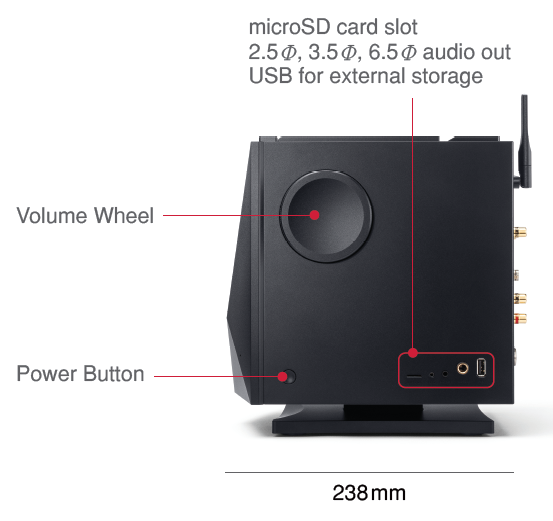 microSD card slot
2.5Φ, 3.5Φ, 6.5Φ audio out
USB for external storage
Volume Wheel
Power Button
238mm